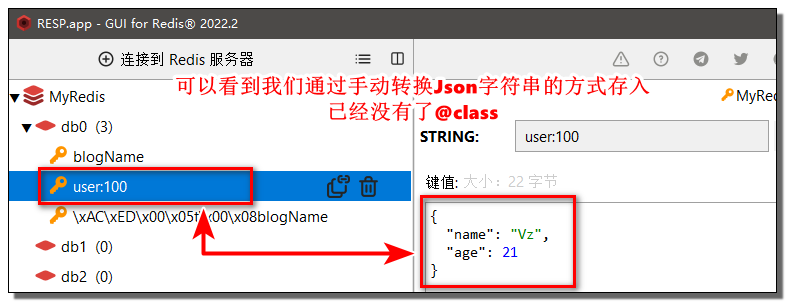 RESP.app - GUI for Redis® 2022.2
连接到 Redis 服务器
可以看到我们通过手动转换Json字符串的方式存入
已经没有了@class
MyRedis
db0 (3)
blogName
user:100
\xAC\xED\x00\x05t\x00\x08blogName
db1 (0)
db2 (0)
MyRed
STRING:
user:100
键值: 大小：22 字节
{
"name": "Vz",
"age": 21
}